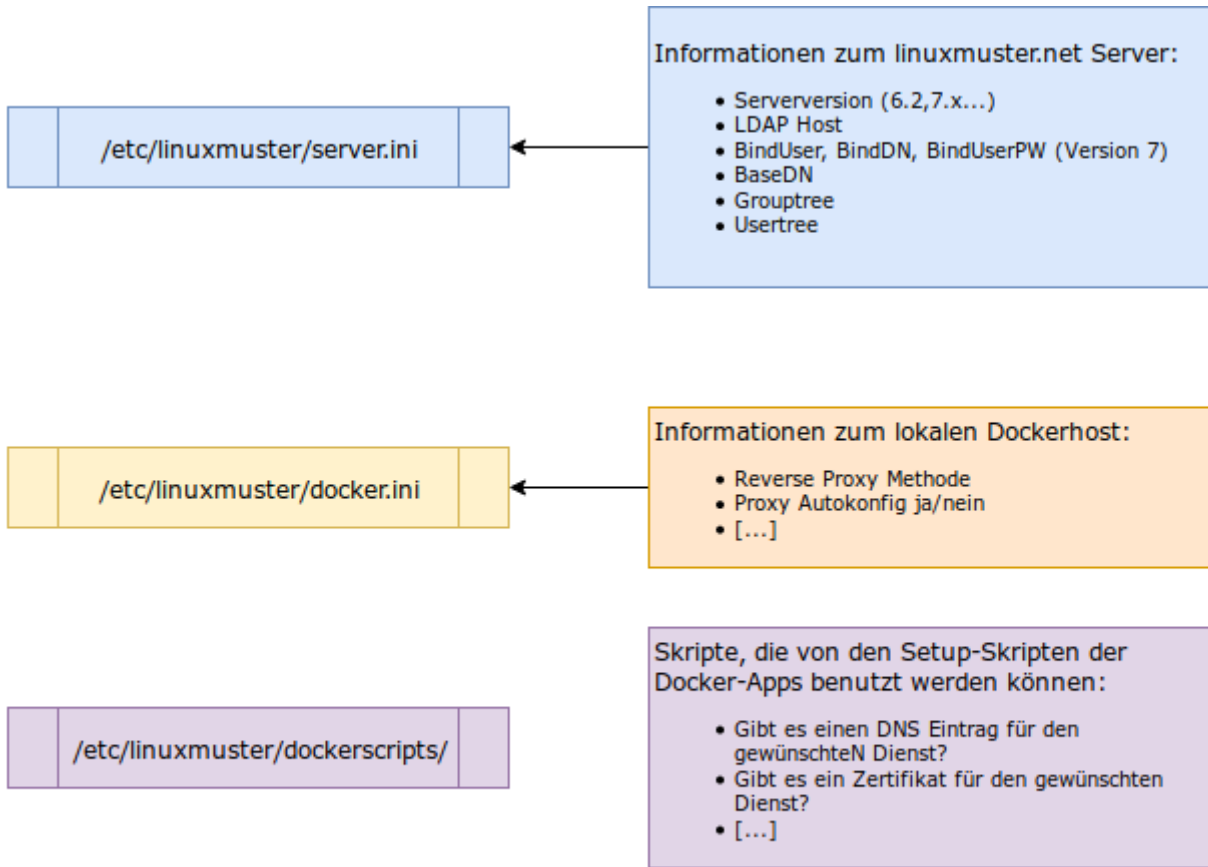 Informationen zum linuxmuster.net Server:
• Serverversion (6.2,7.x...)
• LDAP Host
/etc/linuxmuster/server.ini
• BindUser, BindDN, BindUserPW (Version 7)
• BaseDN
• Grouptree
• Usertree
Informationen zum lokalen Dockerhost:
• Reverse Proxy Methode
/etc/linuxmuster/docker.ini
• Proxy Autokonfig ja/nein
• [...]
Skripte, die von den Setup-Skripten der
Docker-Apps benutzt werden können:
• Gibt es einen DNS Eintrag für den
gewünschteN Dienst?
/etc/linuxmuster/dockerscripts/
• Gibt es ein Zertifikat für den gewünschten
Dienst?
• [...]